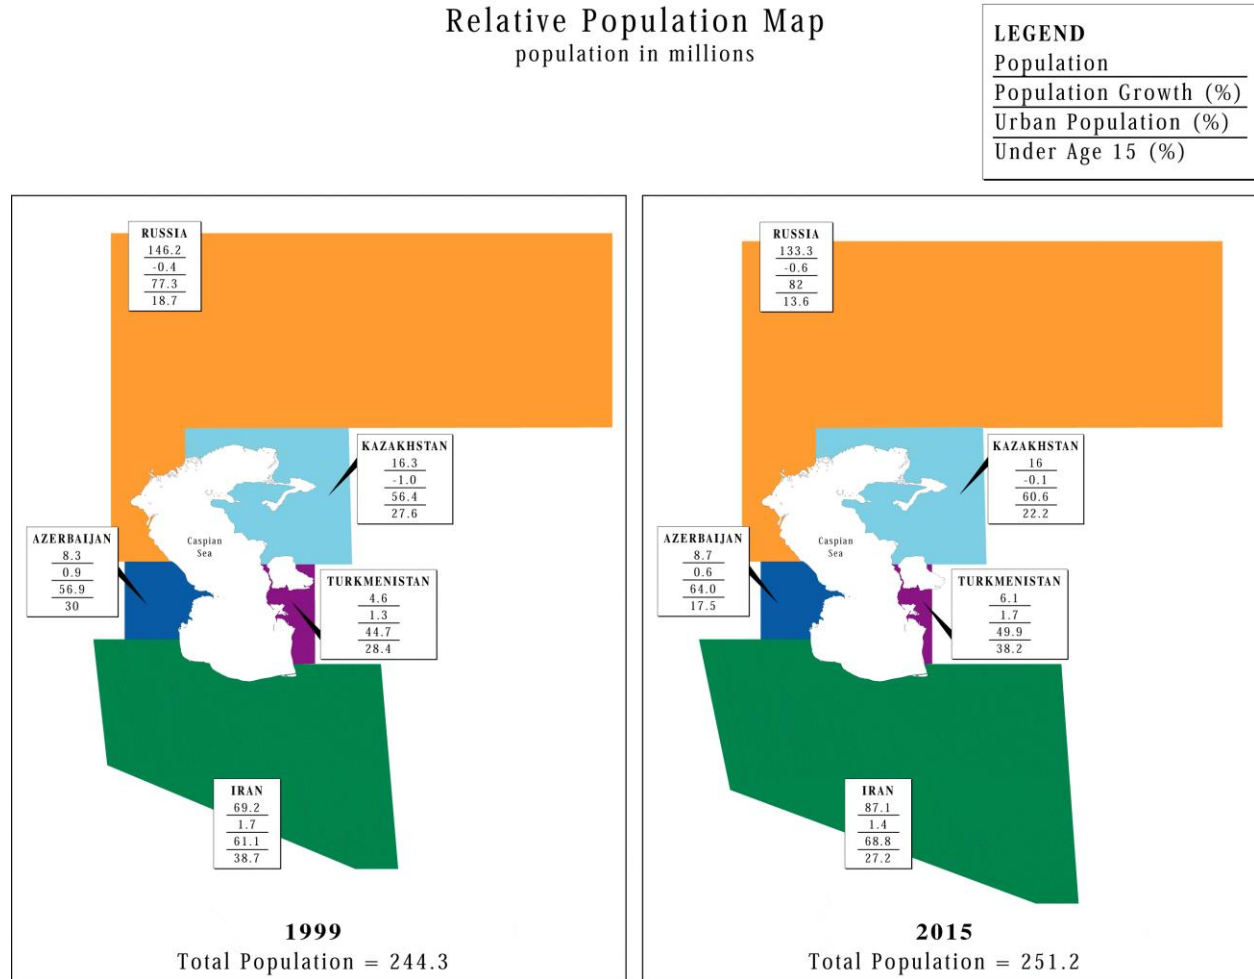 Relative Population Map
population in millions
LEGEND
Population
Population Growth (%)
Urban Population (%)
Under Age 15 (%)
RUSSIA
146.2
-0.4
77.3
18.7
KAZAKHSTAN
16.3
-1.0
56.4
27.6
AZERBAIJAN
8.3
0.9
56.9
30
Caspian
Sea
TURKMENISTAN
4.6
1.3
44.7
28.4
IRAN
69.2
1.7
61.1
38.7
1999
Total Population = 244.3
RUSSIA
133.3
-0.6
82
13.6
KAZAKHSTAN
16
-0.1
60.6
22.2
AZERBAIJAN
8.7
0.6
64.0
17.5
Caspian
Sea
TURKMENISTAN
6.1
1.7
49.9
38.2
IRAN
87.1
1.4
68.8
27.2
2015
Total Population = 251.2